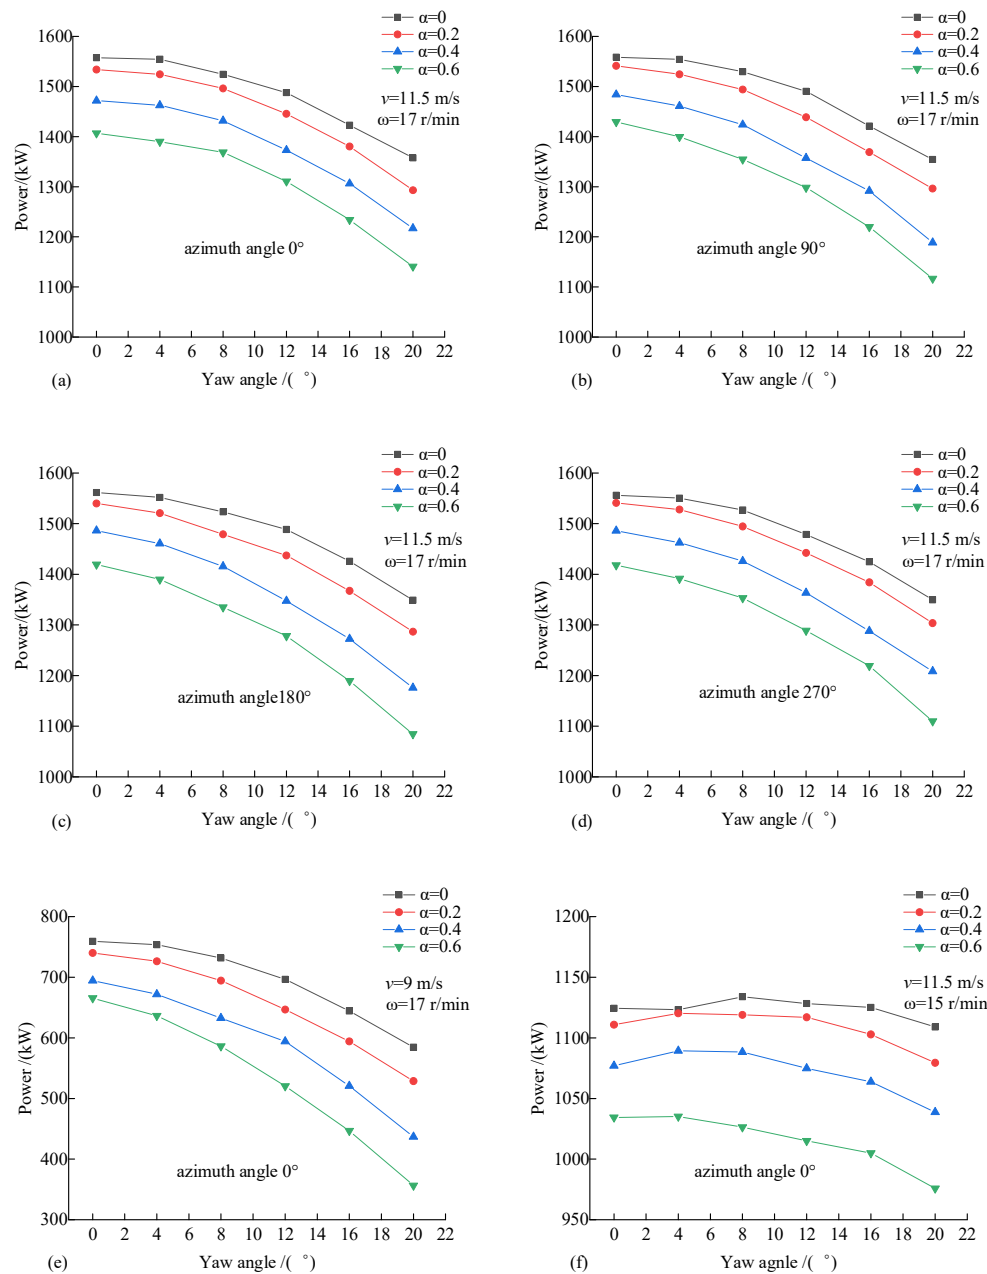 α=0
α=0.2
α=0.4
α=0.6
v=11.5 m/s
ω=17 r/min
1600
1500
1400
1300
1200
1100
1000
Power/(kW)
azimuth angle 0°
0 2 4 6 8 10 12 14 16 18 20 22
(a)
Yaw angle /( °)
α=0
α=0.2
α=0.4
α=0.6
v=11.5 m/s
ω=17 r/min
1600
1500
1400
1300
1200
1100
1000
Power/(kW)
azimuth angle 90°
0 2 4 6 8 10 12 14 16 18 20 22
(b)
Yaw angle /( °)
α=0
α=0.2
α=0.4
α=0.6
v=11.5 m/s
ω=17 r/min
1600
1500
1400
1300
1200
1100
1000
Power/(kW)
azimuth angle180°
0 2 4 6 8 10 12 14 16 18 20 22
(c)
Yaw angle /( °)
α=0
α=0.2
α=0.4
α=0.6
v=11.5 m/s
ω=17 r/min
1600
1500
1400
1300
1200
1100
1000
Power/(kW)
azimuth angle 270°
0 2 4 6 8 10 12 14 16 18 20 22
(d)
Yaw angle /( °)
α=0
α=0.2
α=0.4
α=0.6
v=9 m/s
ω=17 r/min
800
700
600
500
400
300
Power /(kW)
azimuth angle 0°
0 2 4 6 8 10 12 14 16 18 20 22
(e)
Yaw angle /( °)
α=0
α=0.2
α=0.4
α=0.6
v=11.5 m/s
ω=15 r/min
1200
1150
1100
1050
1000
950
Power /(kW)
azimuth angle 0°
0 2 4 6 8 10 12 14 16 18 20 22
(f)
Yaw agnle /( °)